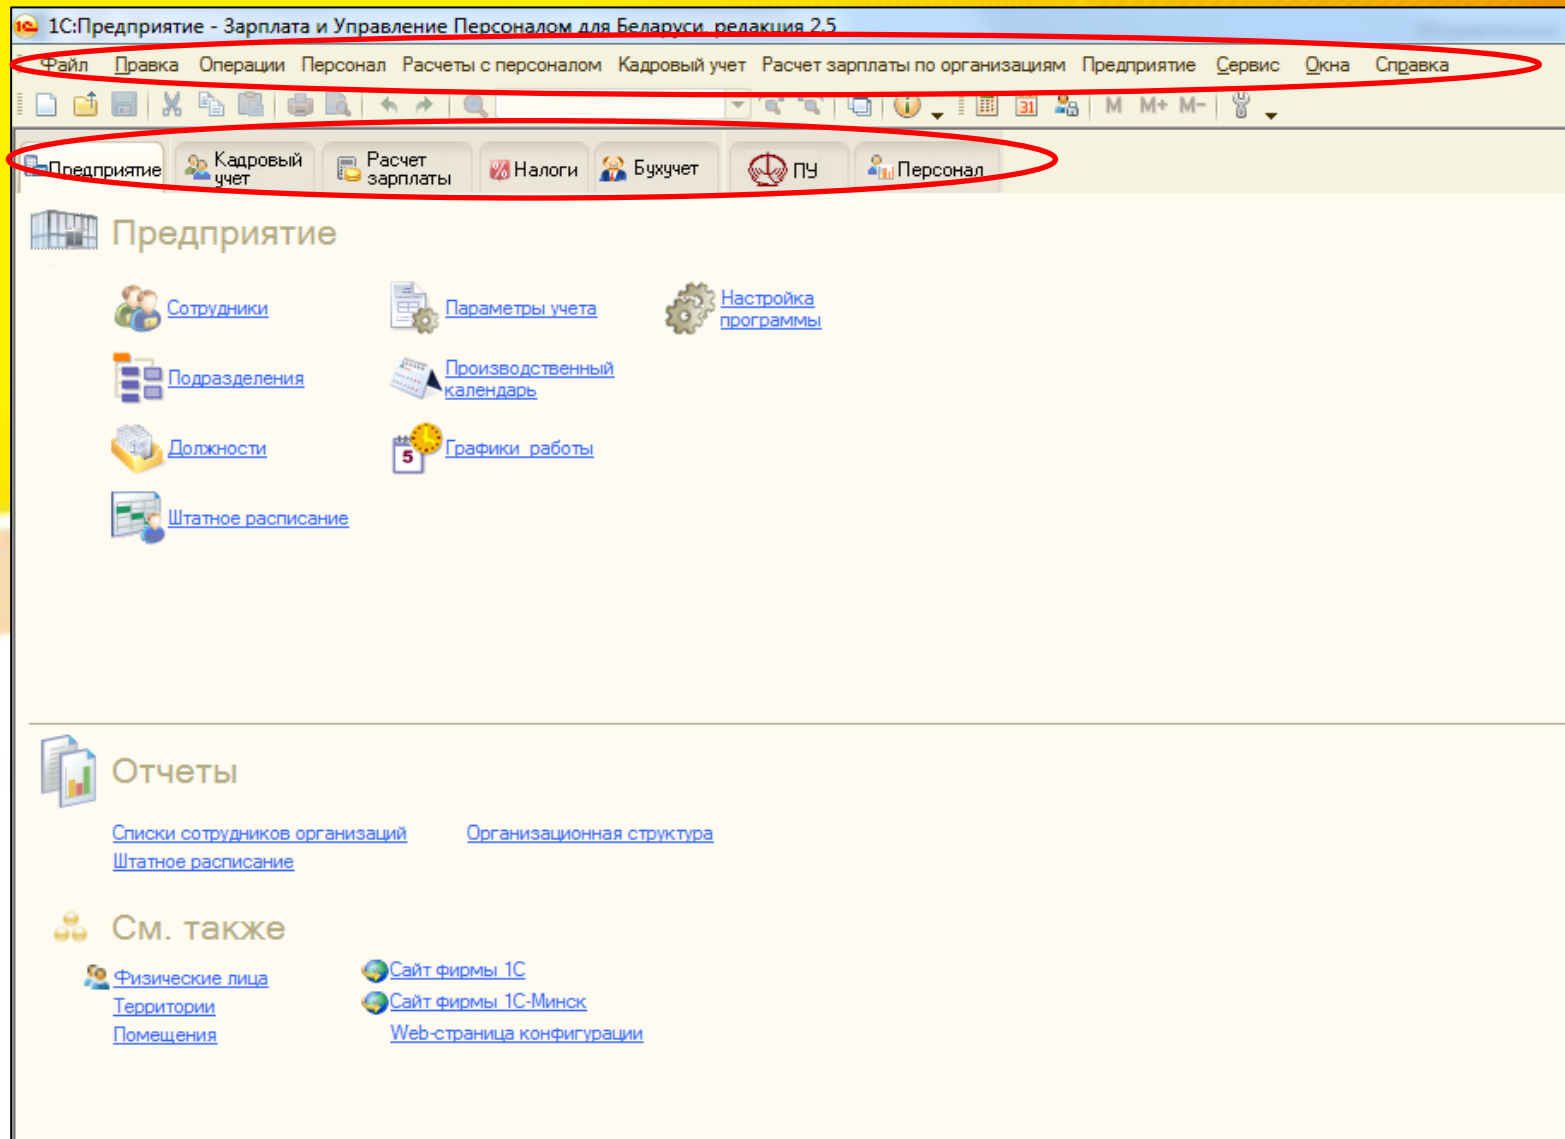 1С:Предприятие - Зарплата и Управление Персоналом для Беларуси, редакция 2.5
Файл Правка Операции Персонал Расчеты с персоналом Кадровый учет Расчет зарплаты по организациям Предприятие Сервис Окна Справка
31 M M+ M-
Предприятие Кадровый учет Расчет зарплаты Налоги Бухучет ПУ Персонал
Предприятие
Сотрудники Параметры учета Настройка программы
Подразделения Производственный календарь
Должности 5 Графики работы
Штатное расписание
Отчеты
Списки сотрудников организаций Организационная структура
Штатное расписание
См. также
Физические лица Сайт фирмы 1С
Территории Сайт фирмы 1С-Минск
Помещения Web-страница конфигурации